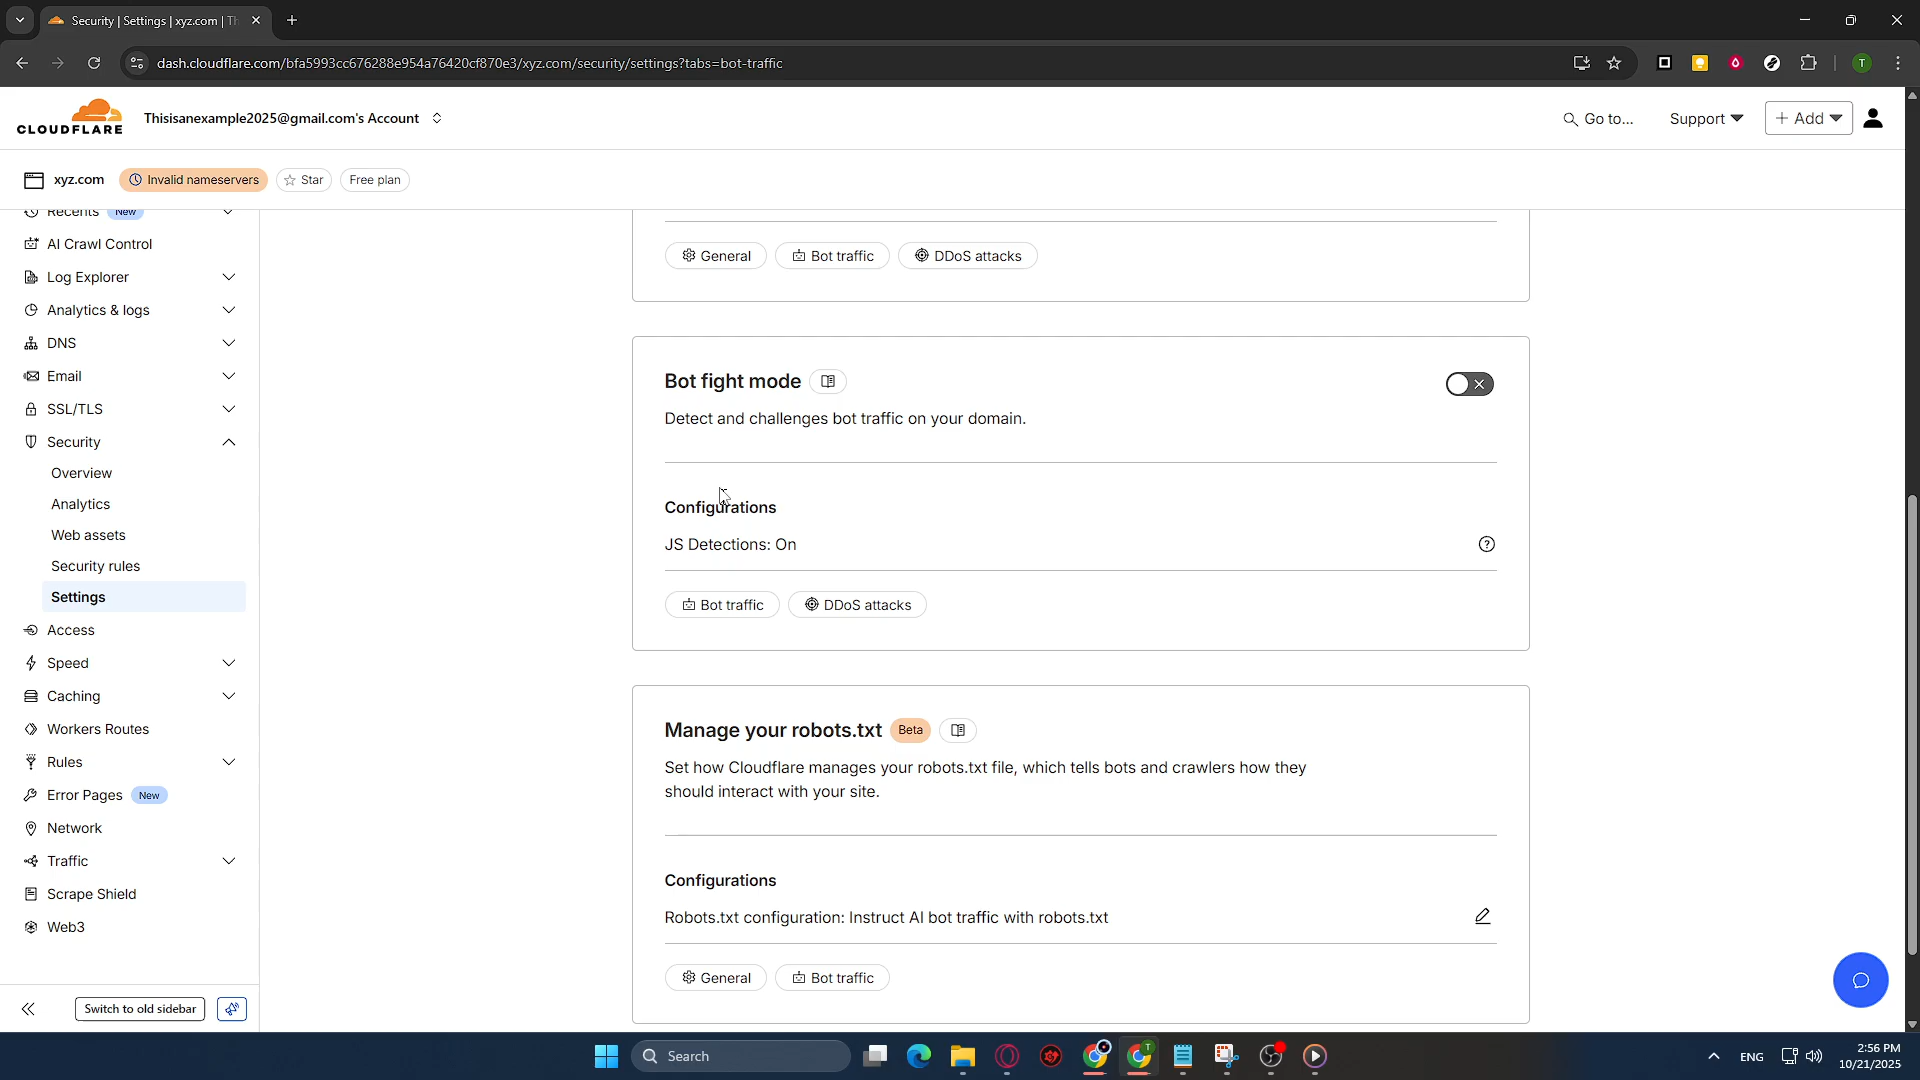 Security | Settings | xyz.com | Th
dash.cloudflare.com/bfa5993cc676288e954a76420cf870e3/xyz.com/security/settings?tabs=bot-traffic
T
CLOUDFLARE
Thisisanexample2025@gmail.com's Account
Go to...
Support
Add
xyz.com
Invalid nameservers
Star
Free plan
Recents New
AI Crawl Control
Log Explorer
Analytics & logs
DNS
Email
SSL/TLS
Security
Overview
Analytics
Web assets
Security rules
Settings
Access
Speed
Caching
Workers Routes
Rules
Error Pages New
Network
Traffic
Scrape Shield
Web3
Switch to old sidebar
General
Bot traffic
DDoS attacks
Bot fight mode
Detect and challenges bot traffic on your domain.
Configurations
JS Detections: On
Bot traffic
DDoS attacks
Manage your robots.txt Beta
Set how Cloudflare manages your robots.txt file, which tells bots and crawlers how they
should interact with your site.
Configurations
Robots.txt configuration: Instruct AI bot traffic with robots.txt
General
Bot traffic
Search
T
ENG
2:56 PM
10/21/2025